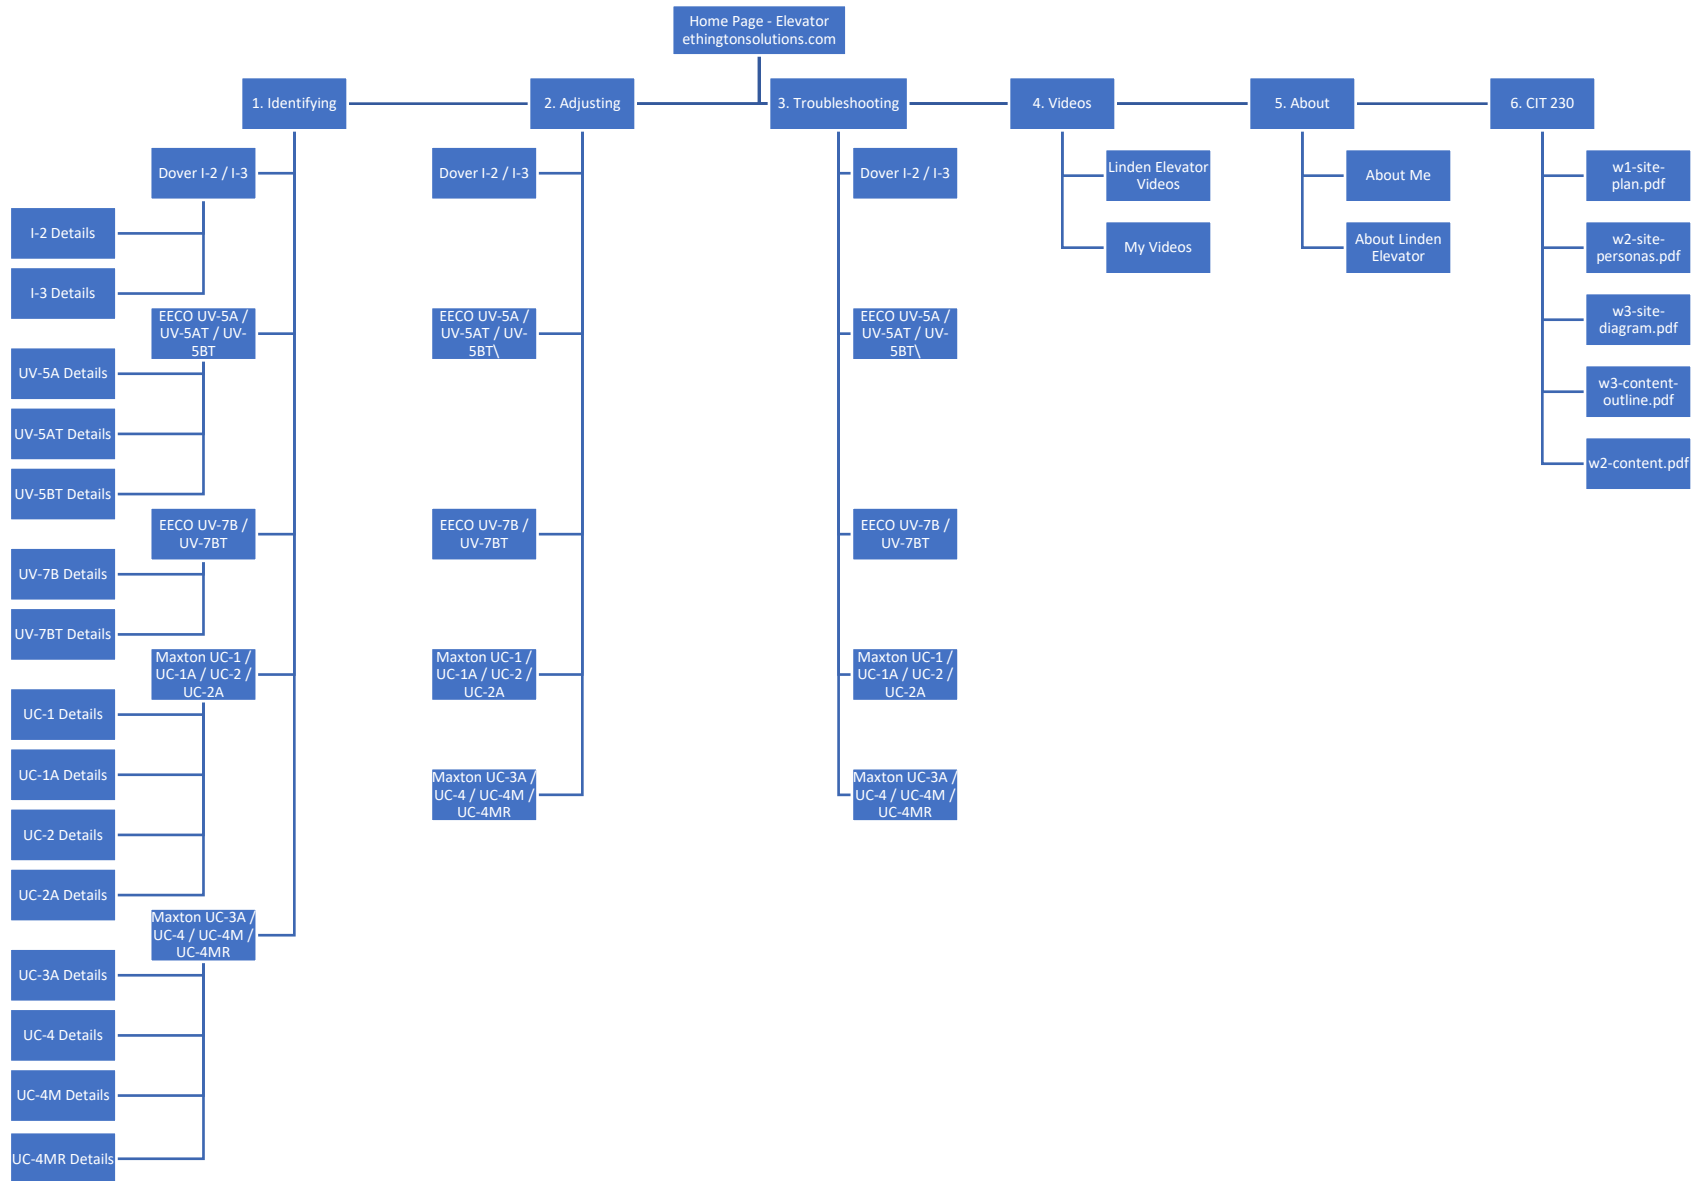 Home Page - Elevator
ethingtonsolutions.com
1. Identifying
2. Adjusting
3. Troubleshooting
4. Videos
5. About
6. CIT 230
Dover I-2 / I-3
I-2 Details
I-3 Details
EECO UV-5A /
UV-5AT / UV-
5BT
UV-5A Details
UV-5AT Details
UV-5BT Details
EECO UV-7B /
UV-7BT
UV-7B Details
UV-7BT Details
Maxton UC-1 /
UC-1A / UC-2 /
UC-2A
UC-1 Details
UC-1A Details
UC-2 Details
UC-2A Details
Maxton UC-3A /
UC-4 / UC-4M /
UC-4MR
UC-3A Details
UC-4 Details
UC-4M Details
UC-4MR Details
Dover I-2 / I-3
EECO UV-5A /
UV-5AT / UV-
5BT\
EECO UV-7B /
UV-7BT
Maxton UC-1 /
UC-1A / UC-2 /
UC-2A
Maxton UC-3A /
UC-4 / UC-4M /
UC-4MR
Dover I-2 / I-3
EECO UV-5A /
UV-5AT / UV-
5BT\
EECO UV-7B /
UV-7BT
Maxton UC-1 /
UC-1A / UC-2 /
UC-2A
Maxton UC-3A /
UC-4 / UC-4M /
UC-4MR
Linden Elevator
Videos
My Videos
About Me
About Linden
Elevator
w1-site-
plan.pdf
w2-site-
personas.pdf
w3-site-
diagram.pdf
w3-content-
outline.pdf
w2-content.pdf